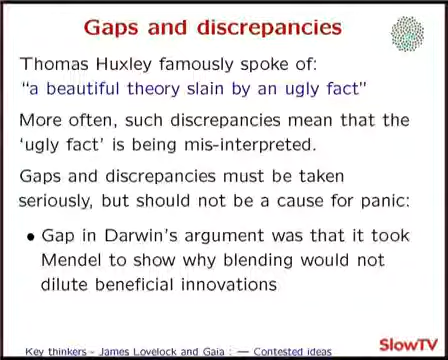 Gaps and discrepancies
Thomas Huxley famously spoke of:
"a beautiful theory slain by an ugly fact"
More often, such discrepancies mean that the
'ugly fact' is being mis-interpreted.
Gaps and discrepancies must be taken
seriously, but should not be a cause for panic:
• Gap in Darwin's argument was that it took
Mendel to show why blending would not
dilute beneficial innovations
Key thinkers - James Lovelock and Gaia : — Contested ideas
SlowTV